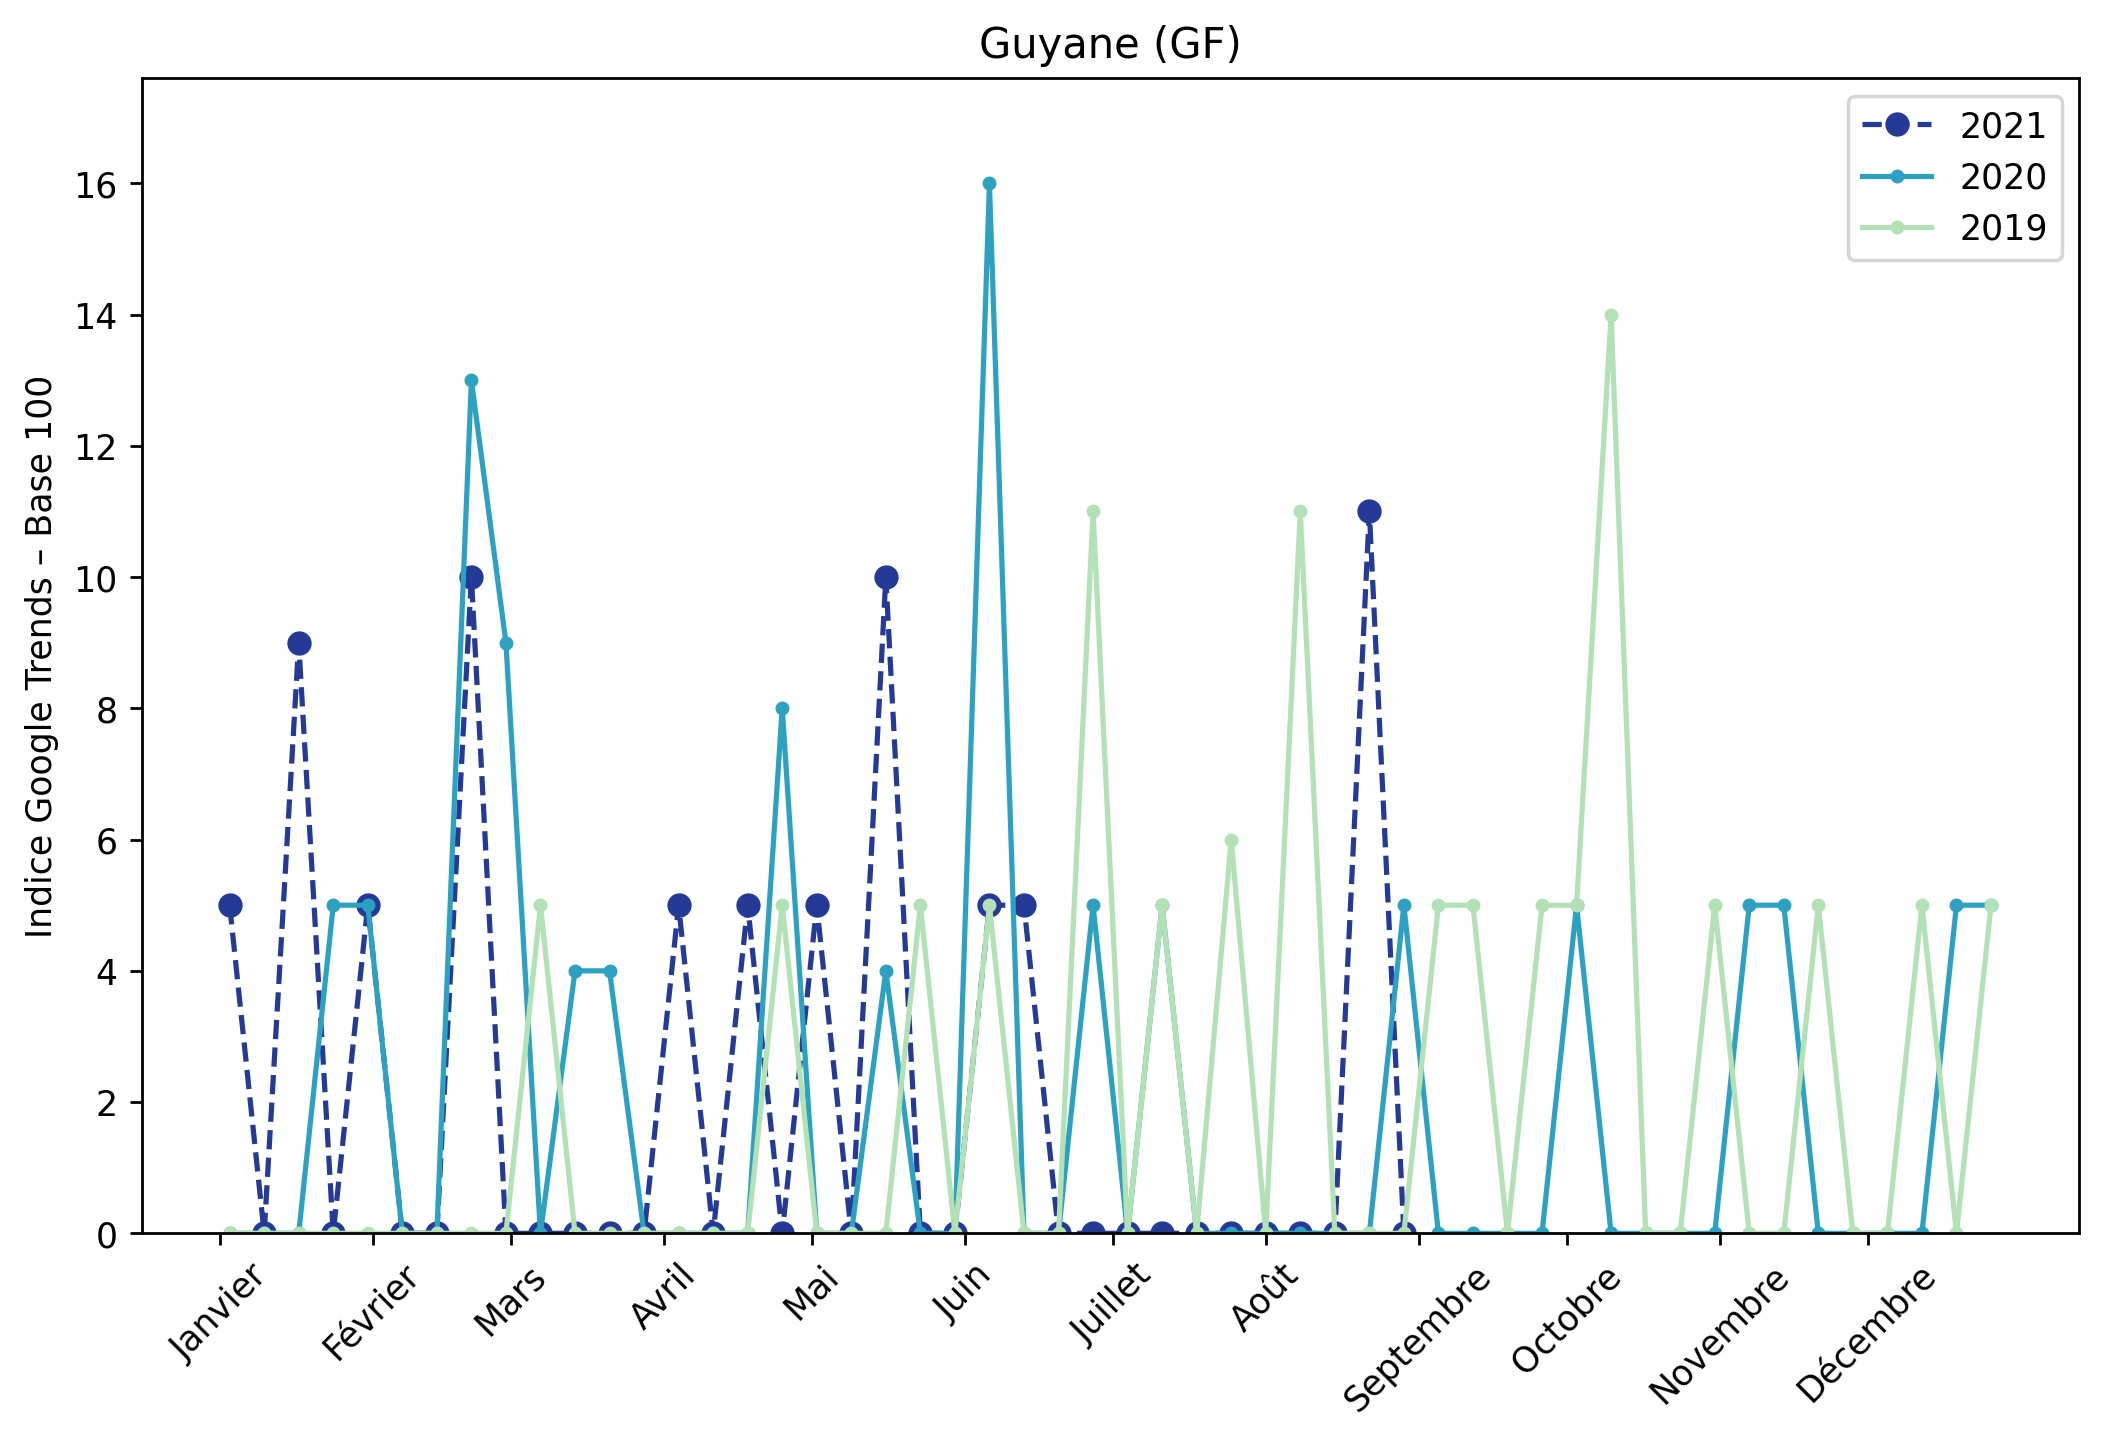 Guyane (GF)
2021
2020
2019
Indice Google Trends – Base 100
16
14
12
10
8
6
4
2
0
Janvier
Février
Mars
Avril
Mai
Juin
Juillet
Août
Septembre
Octobre
Novembre
Décembre